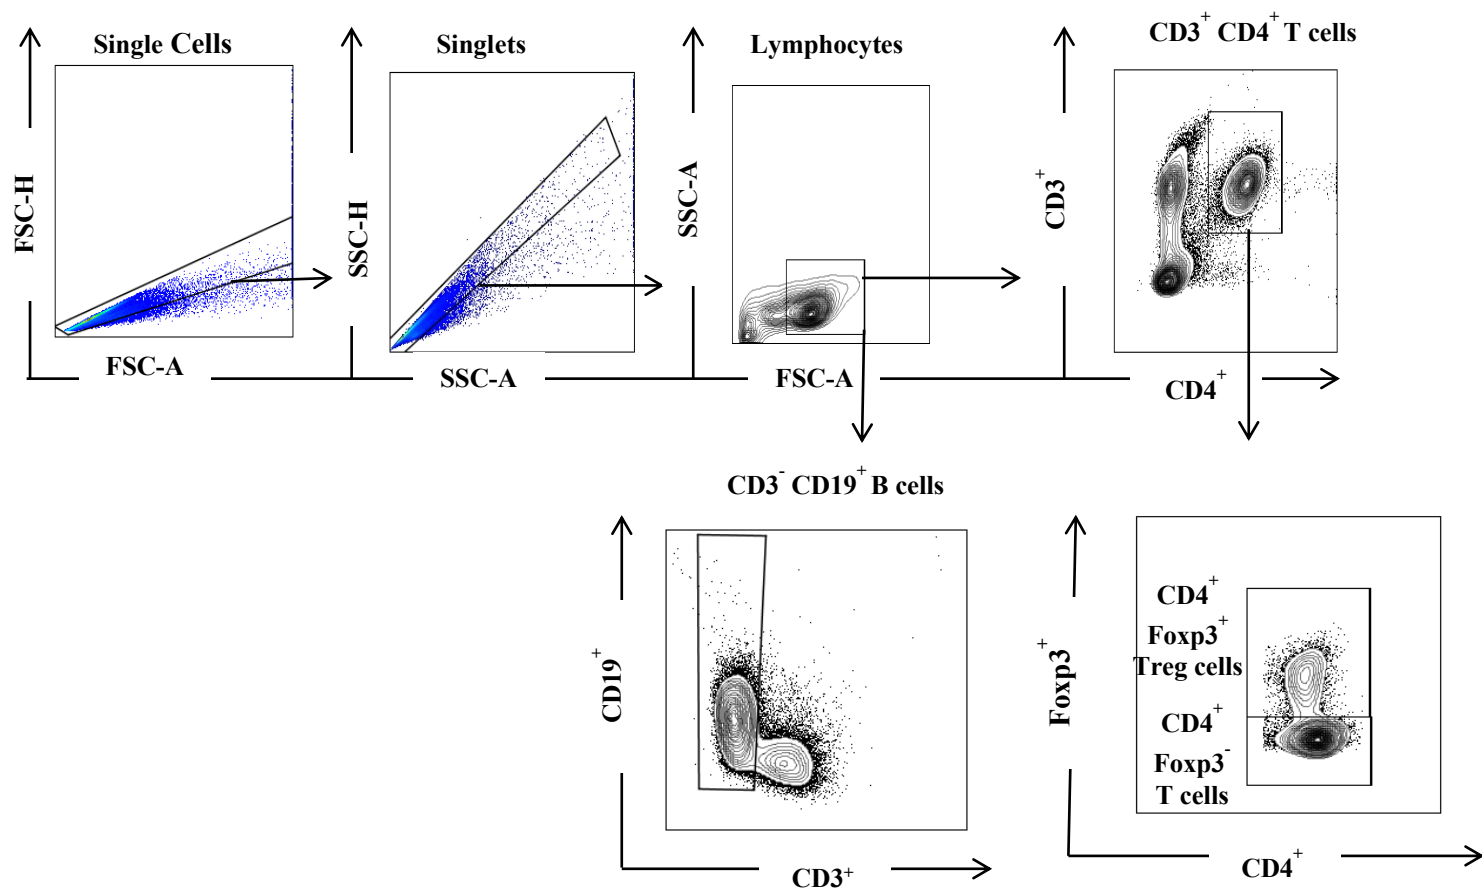 Single Cells
FSC-H
FSC-A
Singlets
SSC-H
SSC-A
Lymphocytes
SSC-A
FSC-A
CD3⁺ CD4⁺ T cells
CD3⁺
CD4⁺
CD3⁻ CD19⁺ B cells
CD19⁺
CD3⁺
Foxp3⁺
CD4⁺
Foxp3⁺
Treg cells
CD4⁺
Foxp3⁻
T cells
CD4⁺